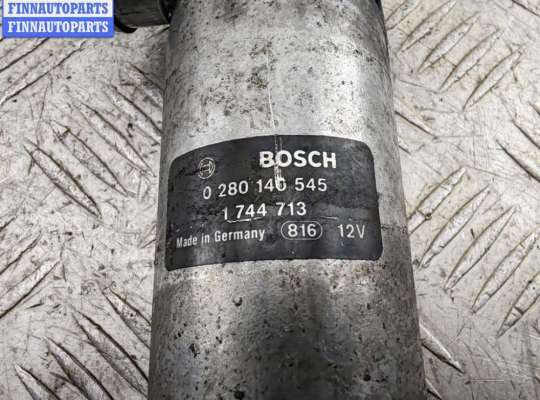 FINNAUTOPARTS
FINNAUTOPARTS
BOSCH
0 280 140 545
1 744 713
Made in Germany 816 12V